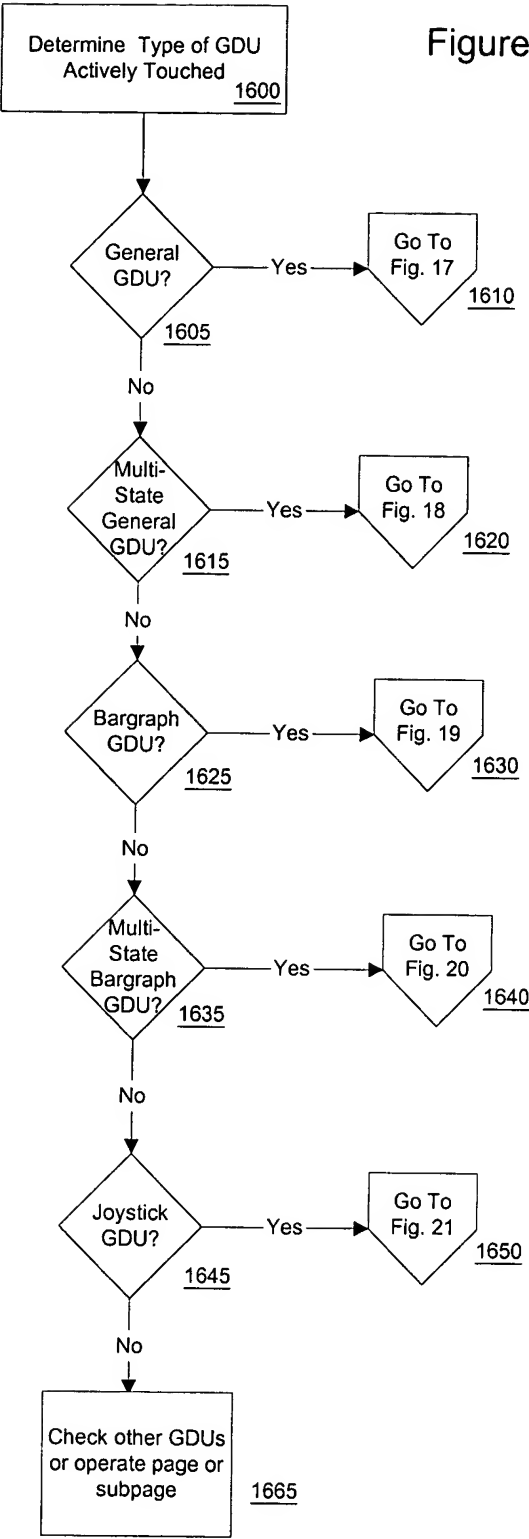 Figure
Determine Type of GDU
Actively Touched
1600
General
GDU?
1605
Yes
Go To
Fig. 17
1610
No
Multi-
State
General
GDU?
1615
Yes
Go To
Fig. 18
1620
No
Bargraph
GDU?
1625
Yes
Go To
Fig. 19
1630
No
Multi-
State
Bargraph
GDU?
1635
Yes
Go To
Fig. 20
1640
No
Joystick
GDU?
1645
Yes
Go To
Fig. 21
1650
No
Check other GDUs
or operate page or
subpage
1665